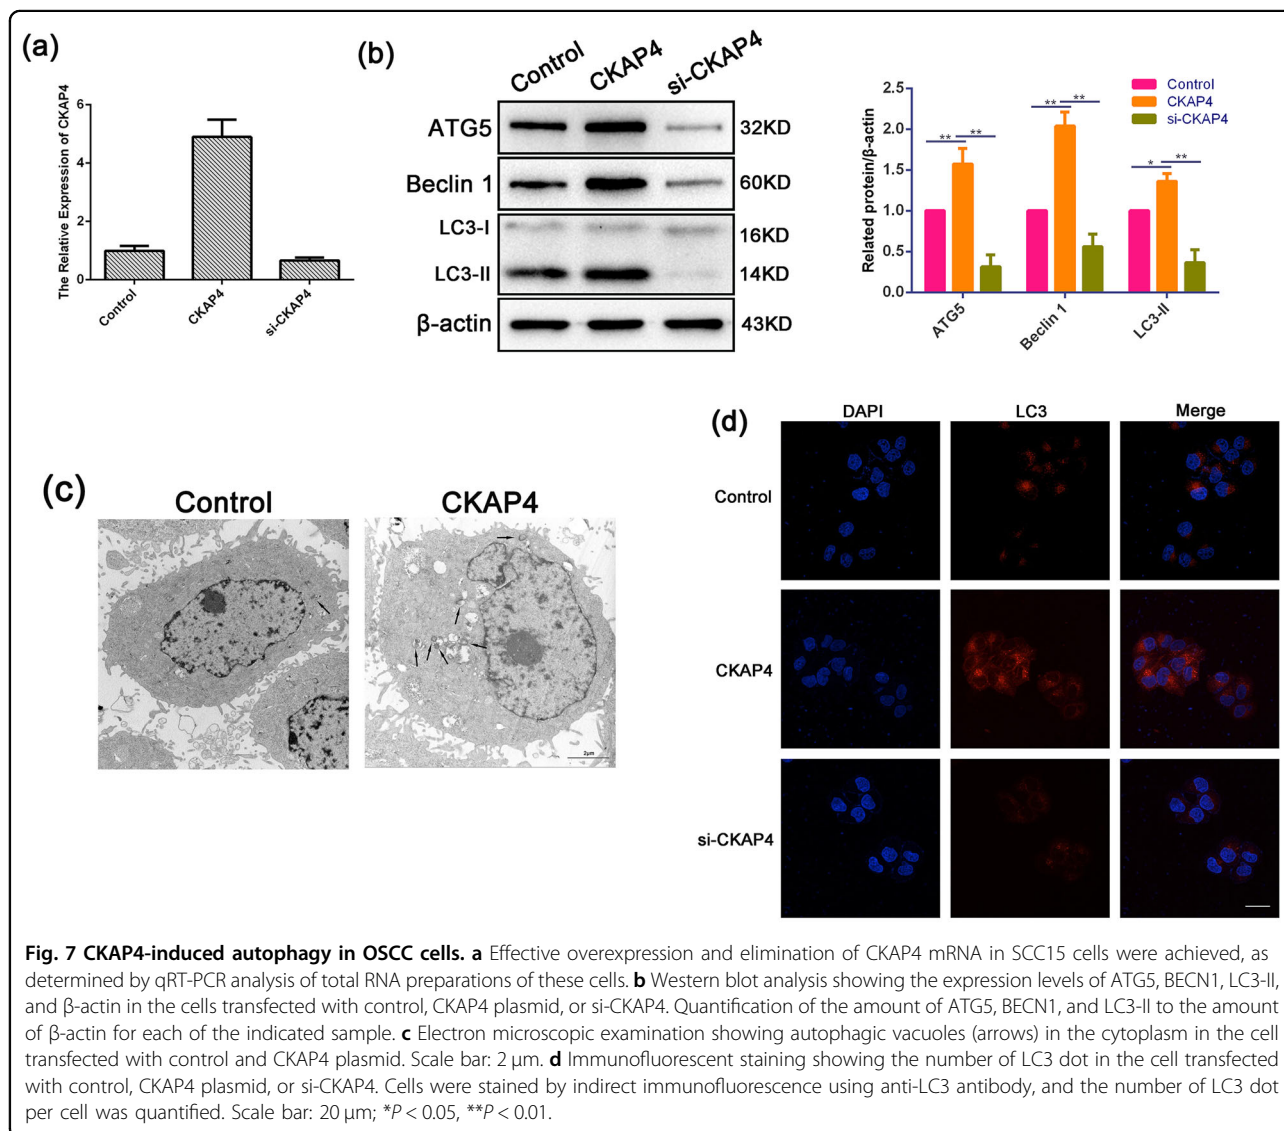 (a)
The Relative Expression of CKAP4
6
4
2
0
Control
CKAP4
si-CKAP4
(b)
Control
CKAP4
si-CKAP4
ATG5
32KD
Beclin 1
60KD
LC3-I
16KD
LC3-II
14KD
β-actin
43KD
Related protein/β-actin
2.5
2.0
1.5
1.0
0.5
0.0
Control
CKAP4
si-CKAP4
** **
** **
* **
ATG5
Beclin 1
LC3-II
(c)
Control
CKAP4
2μm
(d)
DAPI
LC3
Merge
Control
CKAP4
si-CKAP4
Fig. 7 CKAP4-induced autophagy in OSCC cells. a Effective overexpression and elimination of CKAP4 mRNA in SCC15 cells were achieved, as
determined by qRT-PCR analysis of total RNA preparations of these cells. b Western blot analysis showing the expression levels of ATG5, BECN1, LC3-II,
and β-actin in the cells transfected with control, CKAP4 plasmid, or si-CKAP4. Quantification of the amount of ATG5, BECN1, and LC3-II to the amount
of β-actin for each of the indicated sample. c Electron microscopic examination showing autophagic vacuoles (arrows) in the cytoplasm in the cell
transfected with control and CKAP4 plasmid. Scale bar: 2 μm. d Immunofluorescent staining showing the number of LC3 dot in the cell transfected
with control, CKAP4 plasmid, or si-CKAP4. Cells were stained by indirect immunofluorescence using anti-LC3 antibody, and the number of LC3 dot
per cell was quantified. Scale bar: 20 μm; *P < 0.05, **P < 0.01.